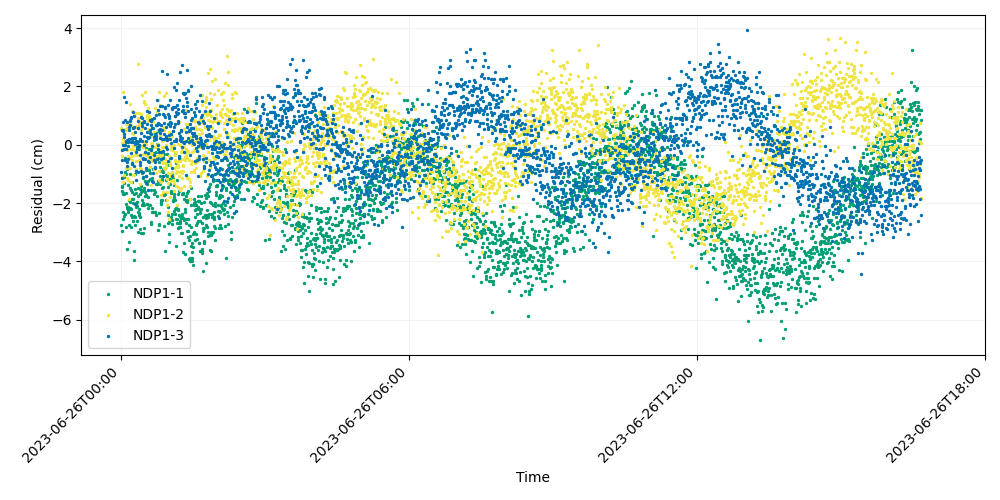 4
2
0
−2
−4
−6
Residual (cm)
NDP1-1
NDP1-2
NDP1-3
2023-06-26T00:00
2023-06-26T06:00
2023-06-26T12:00
2023-06-26T18:00
Time